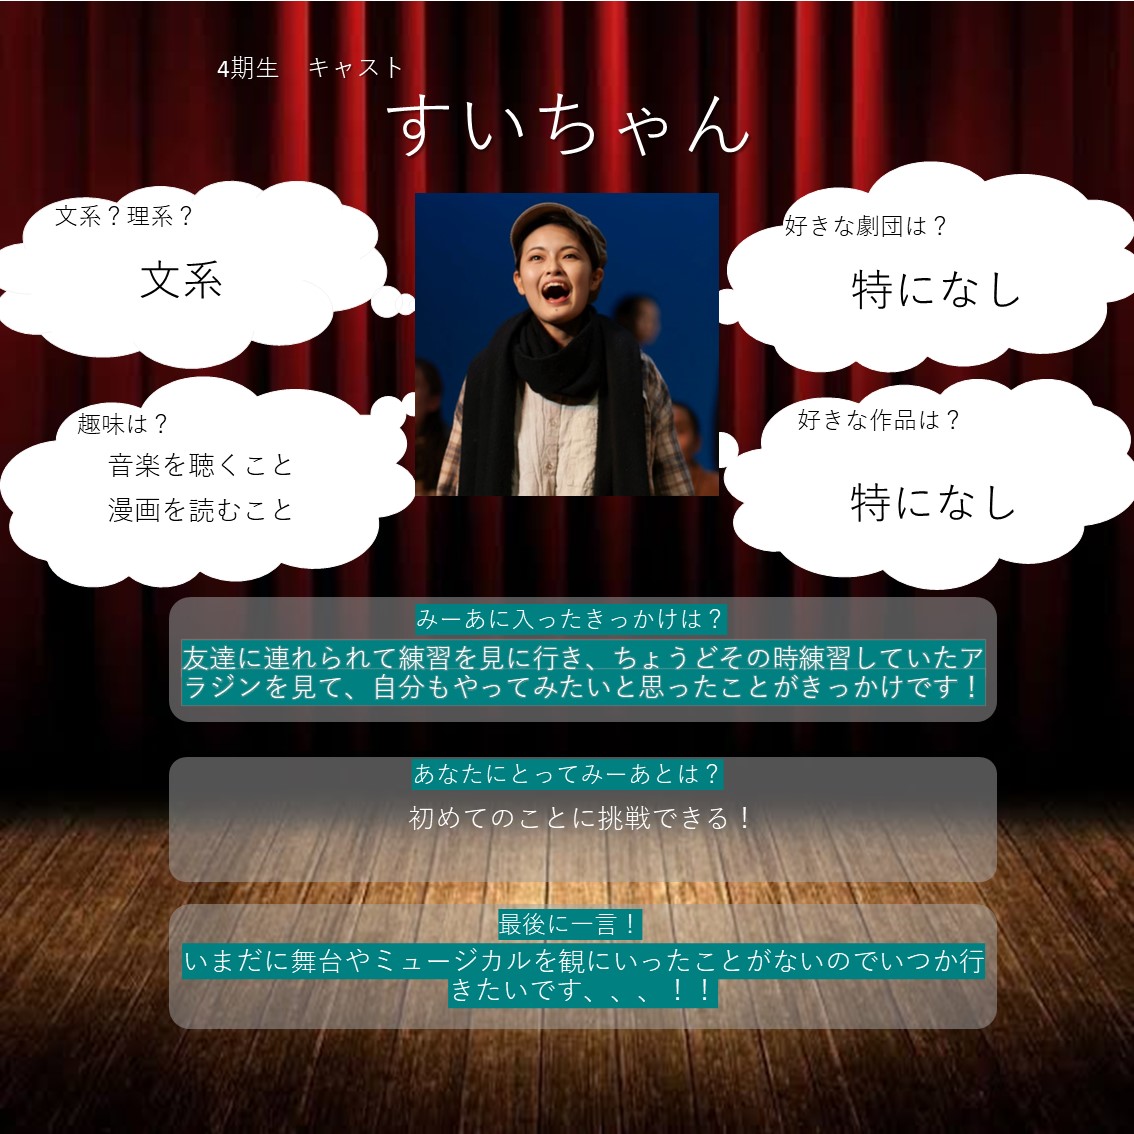 4期生　キャスト
すいちゃん
文系？理系？
文系
好きな劇団は？
特になし
趣味は？
音楽を聴くこと
漫画を読むこと
好きな作品は？
特になし
みーあに入ったきっかけは？
友達に連れられて練習を見に行き、ちょうどその時練習していたア
ラジンを見て、自分もやってみたいと思ったことがきっかけです！
あなたにとってみーあとは？
初めてのことに挑戦できる！
最後に一言！
いまだに舞台やミュージカルを観にいったことがないのでいつか行
きたいです、、、！！